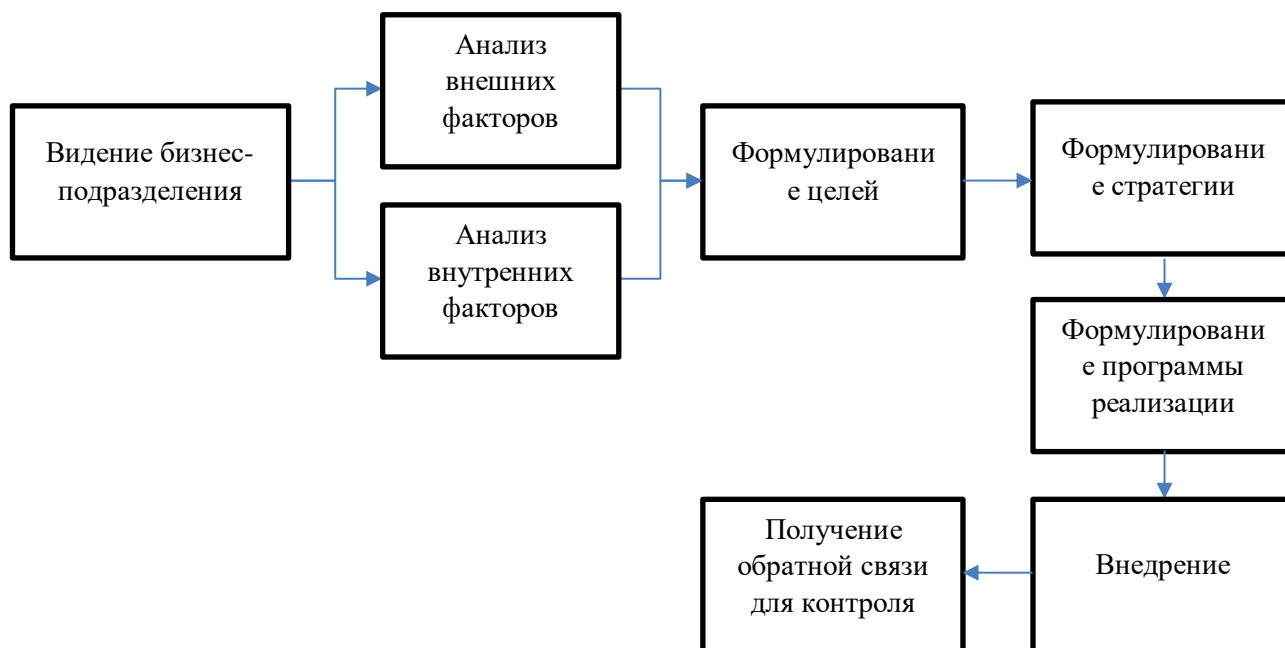 Видение бизнес-
подразделения
Анализ
внешних
факторов
Анализ
внутренних
факторов
Формулировани
е целей
Формулировани
е стратегии
Формулировани
е программы
реализации
Внедрение
Получение
обратной связи
для контроля